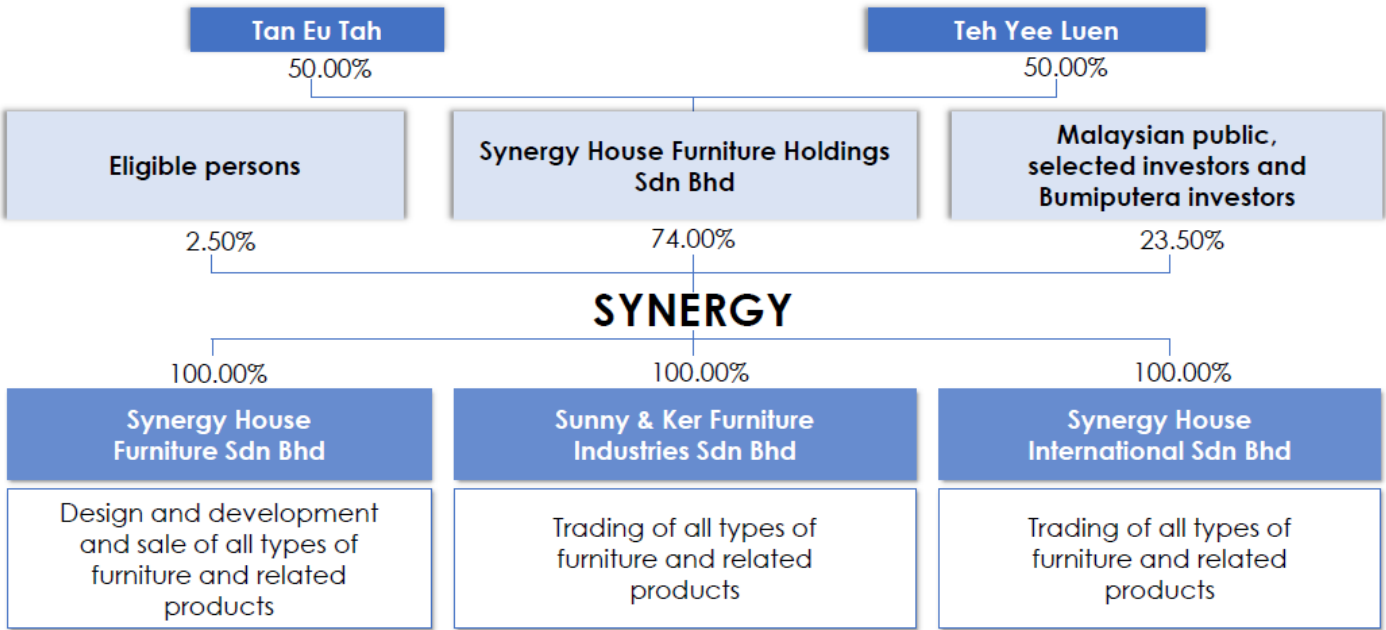 Tan Eu Tah
Teh Yee Luen
50.00%
50.00%
Eligible persons
Synergy House Furniture Holdings
Sdn Bhd
Malaysian public,
selected investors and
Bumiputera investors
2.50%
74.00%
23.50%
SYNERGY
100.00%
100.00%
100.00%
Synergy House
Furniture Sdn Bhd
Sunny & Ker Furniture
Industries Sdn Bhd
Synergy House
International Sdn Bhd
Design and development
and sale of all types of
furniture and related
products
Trading of all types of
furniture and related
products
Trading of all types of
furniture and related
products